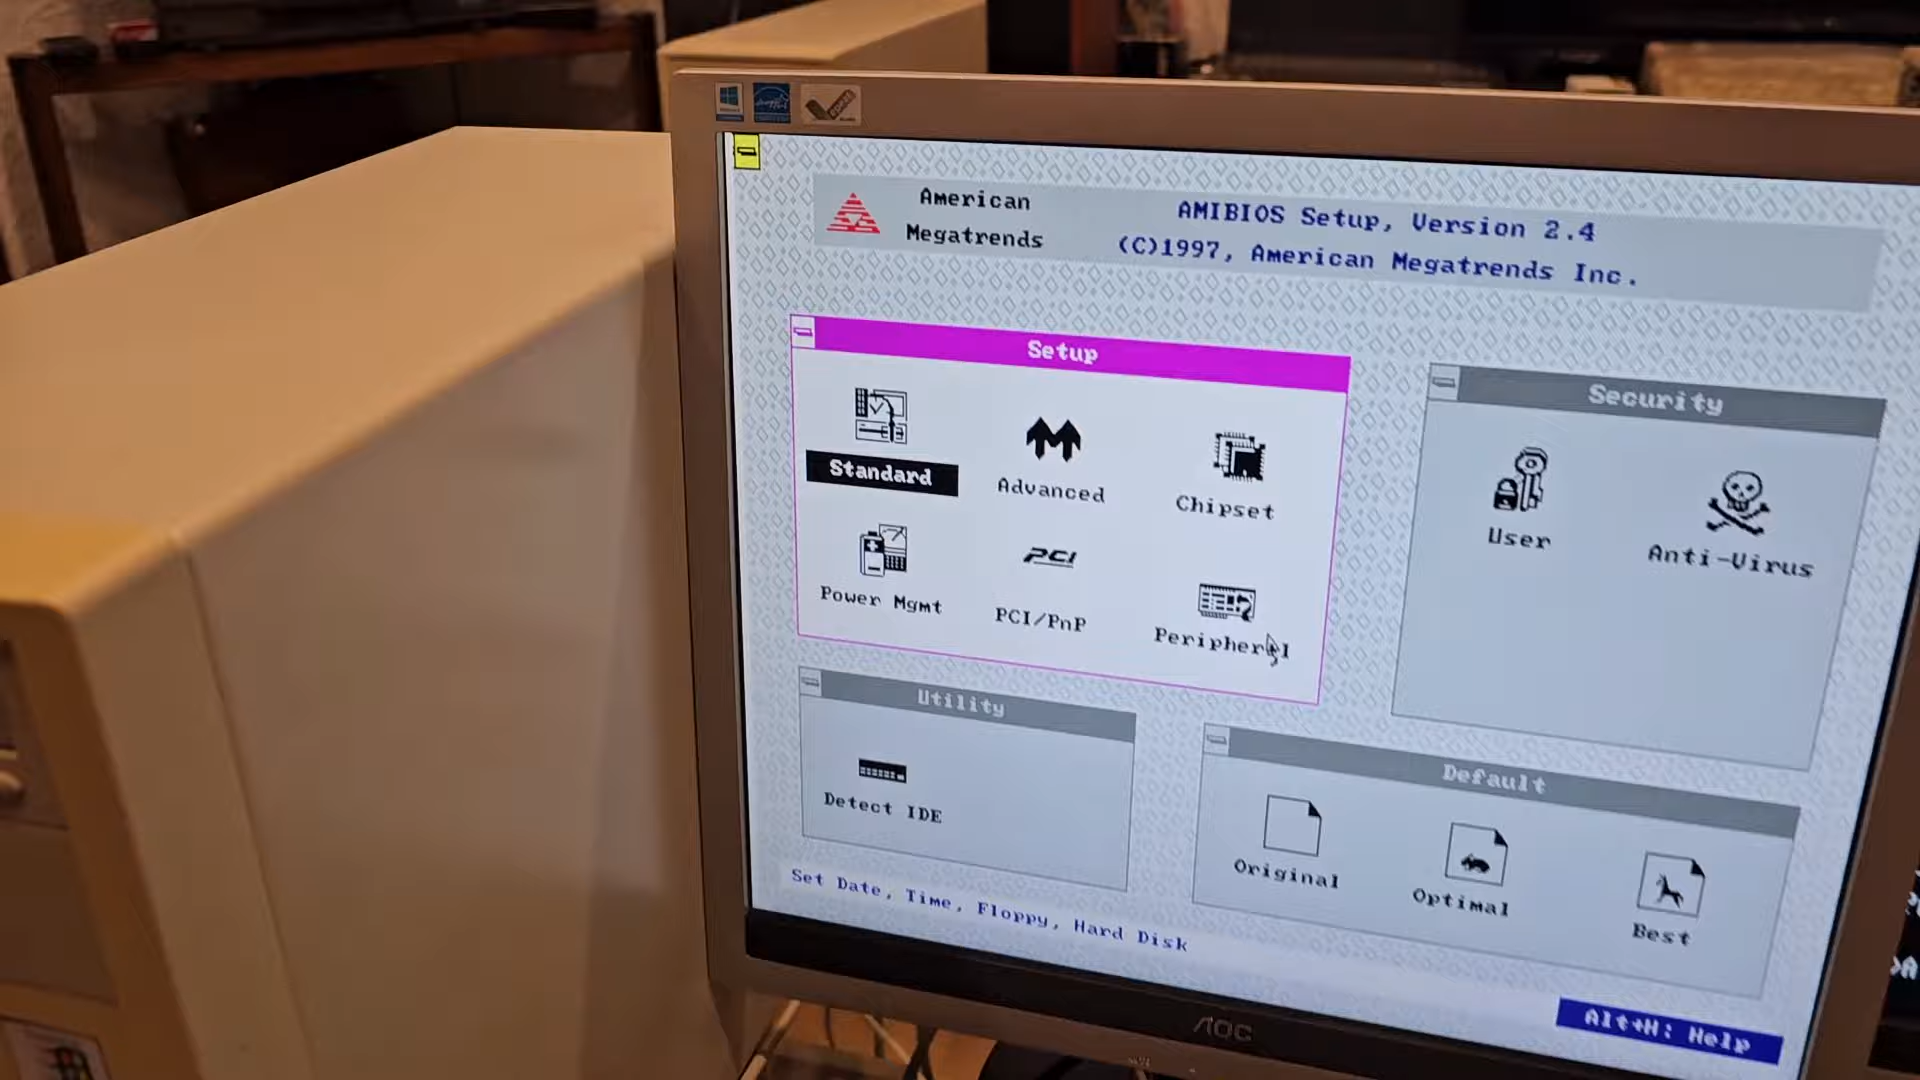 American
Megatrends
AMIBIOS Setup, Version 2.4
(C)1997, American Megatrends Inc.
Setup
Standard
Advanced
Chipset
Power Mgmt
PCI
PCI/PnP
Peripheral
Security
User
Anti-Virus
Utility
Detect IDE
Default
Original
Optimal
Best
Set Date, Time, Floppy, Hard Disk
Alt+H: Help
AOC